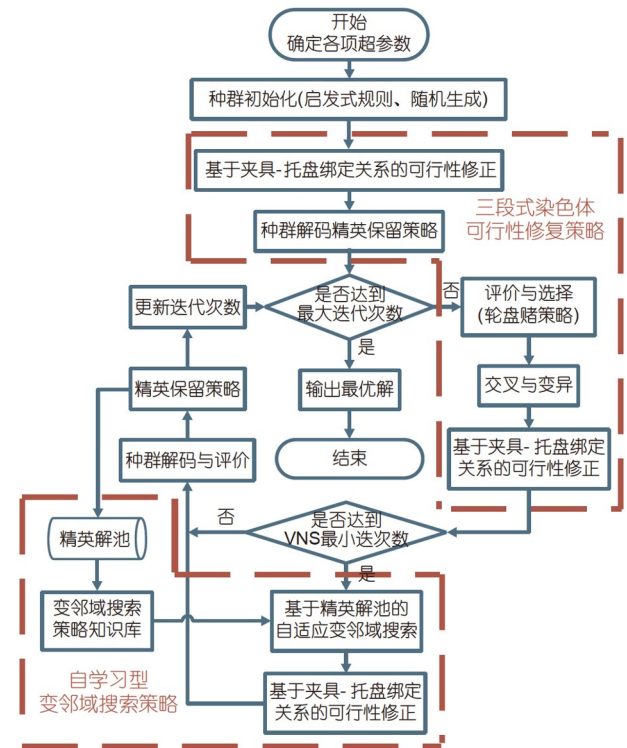 开始
确定各项超参数
种群初始化(启发式规则、随机生成)
基于夹具-托盘绑定关系的可行性修正
三段式染色体
可行性修复策略
种群解码精英保留策略
更新迭代次数
是否达到
最大迭代次数
否
评价与选择
(轮盘赌策略)
是
精英保留策略
输出最优解
交叉与变异
种群解码与评价
结束
基于夹具-托盘绑定
关系的可行性修正
否
是否达到
VNS最小迭次数
精英解池
是
变邻域搜索
策略知识库
基于精英解池的
自适应变邻域搜索
自学习型
变邻域搜索策略
基于夹具-托盘绑定
关系的可行性修正